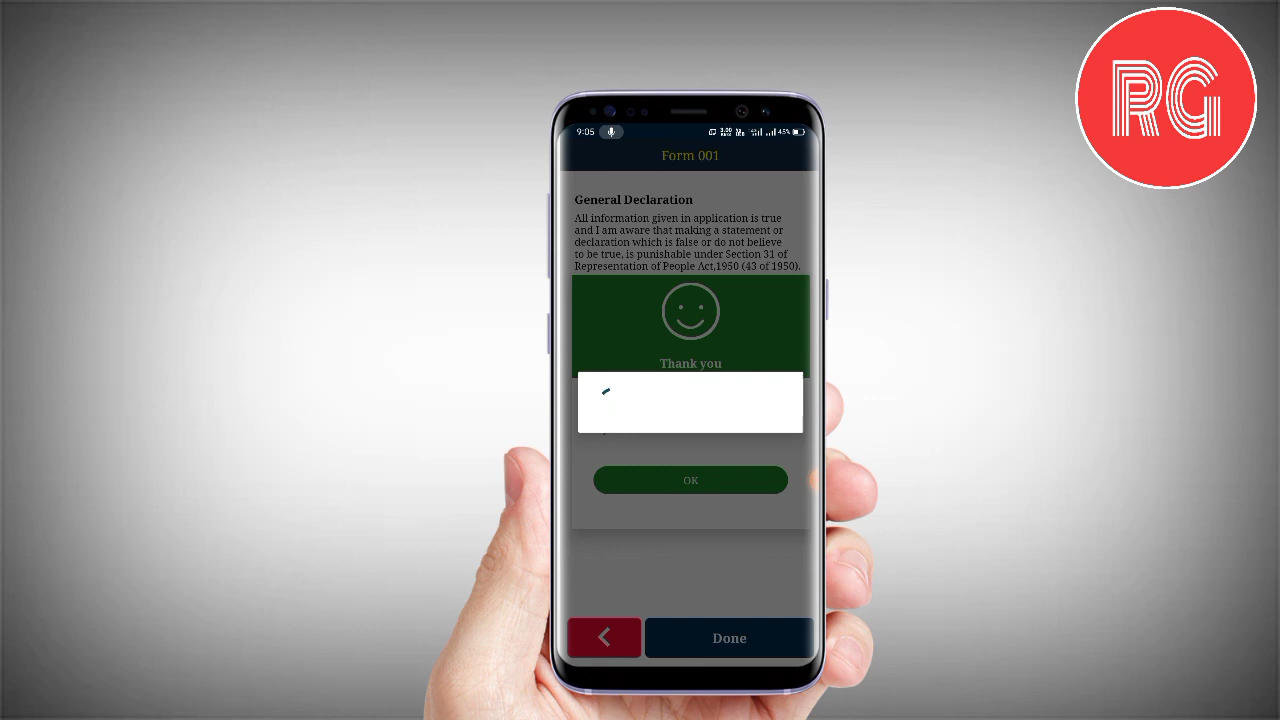 RG
9:05
45%
Form 001
General Declaration
All information given in application is true
and I am aware that making a statement or
declaration which is false or do not believe
to be true, is punishable under Section 31 of
Representation of People Act,1950 (43 of 1950).
Thank you
OK
Done